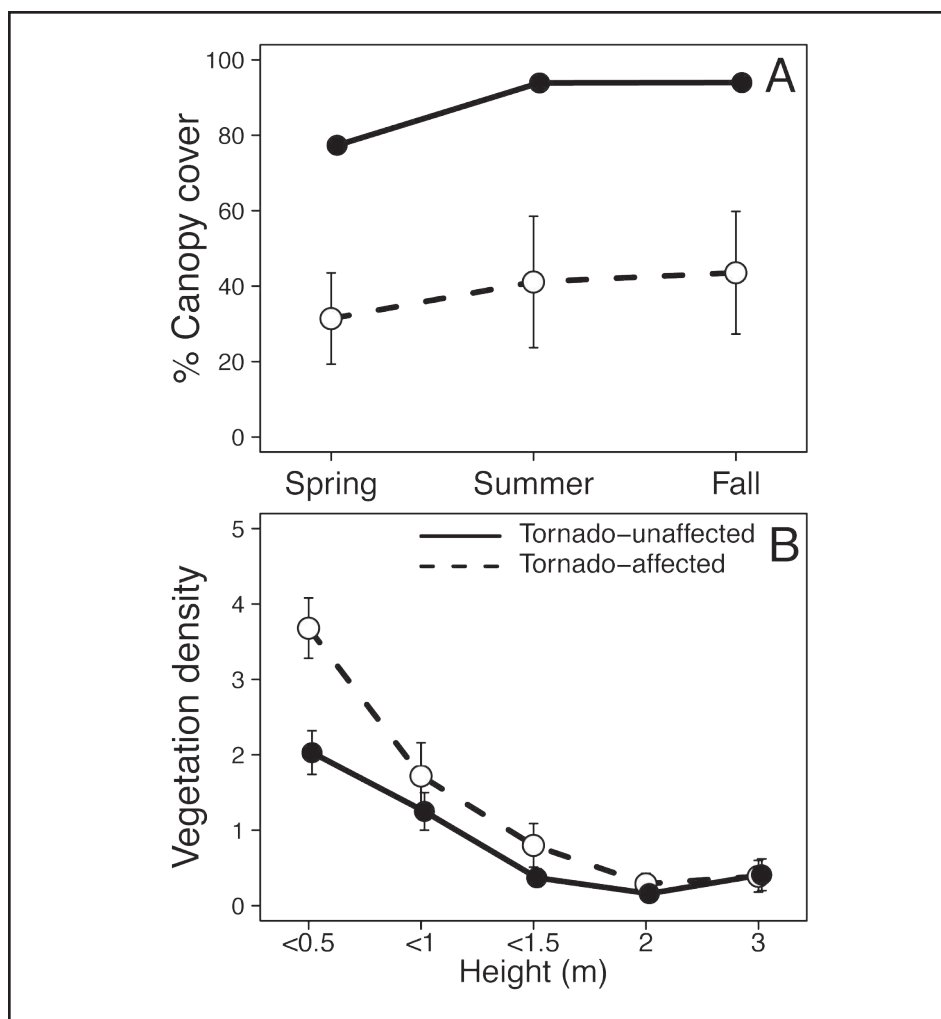 A
% Canopy cover
100
80
60
40
20
0
Spring Summer Fall
B
Tornado–unaffected
Tornado–affected
Vegetation density
5
4
3
2
1
0
<0.5 <1 <1.5 2 3
Height (m)